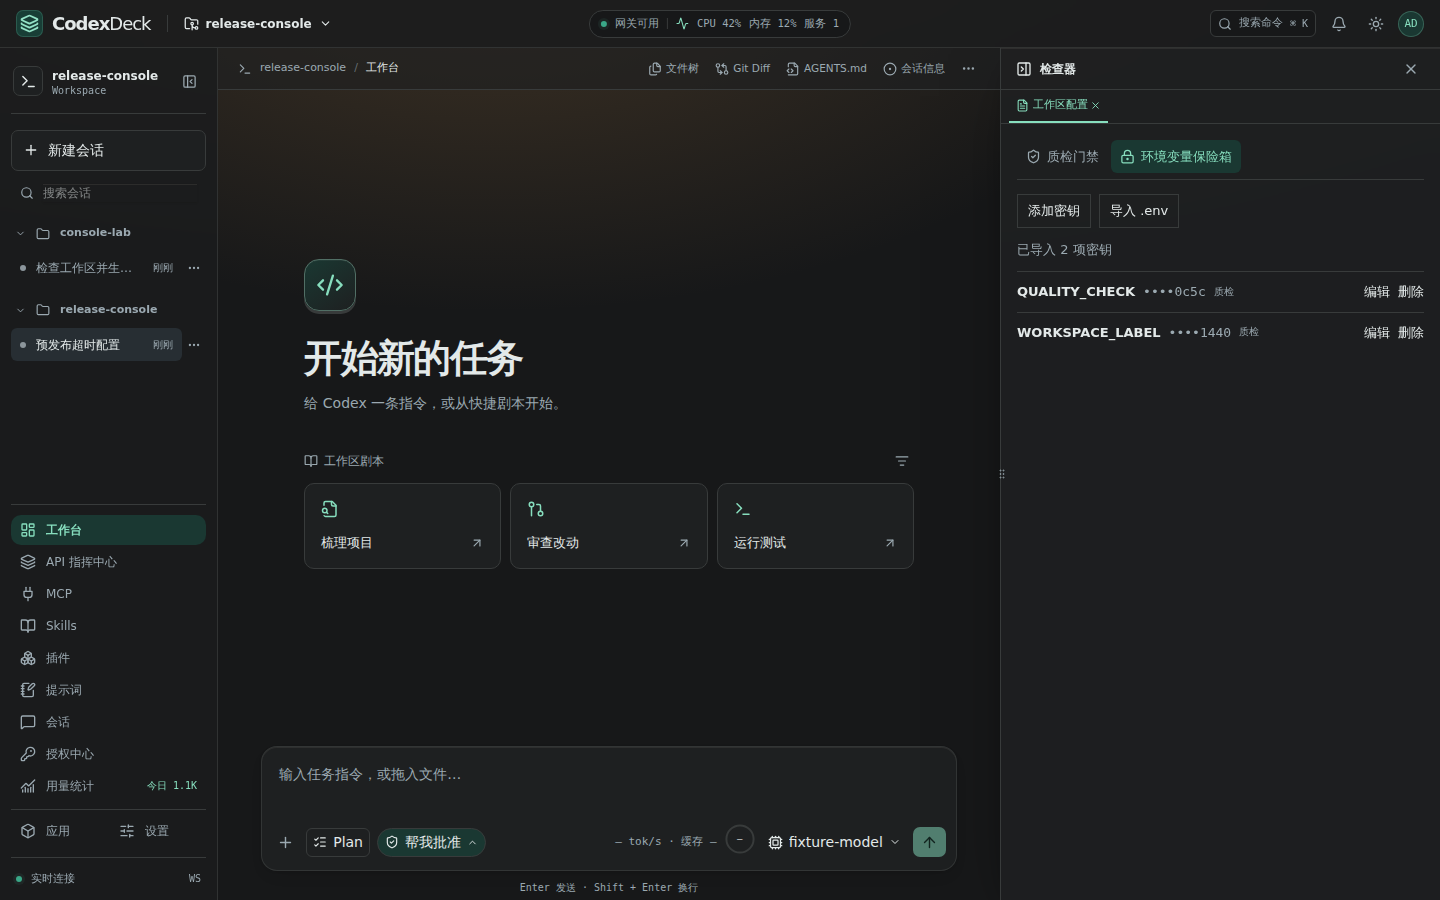 CodexDeck
release-console
网关可用 CPU 42% 内存 12% 服务 1
搜索命令 ⌘ K
AD
release-console
Workspace
新建会话
搜索会话
console-lab
检查工作区并生... 刚刚
release-console
预发布超时配置 刚刚
工作台
API 指挥中心
MCP
Skills
插件
提示词
会话
授权中心
用量统计 今日 1.1K
应用 设置
实时连接 WS
release-console / 工作台
文件树 Git Diff AGENTS.md 会话信息
开始新的任务
给 Codex 一条指令，或从快捷剧本开始。
工作区剧本
梳理项目
审查改动
运行测试
输入任务指令，或拖入文件...
Plan 帮我批准 — tok/s · 缓存 — — fixture-model
Enter 发送 · Shift + Enter 换行
检查器
工作区配置
质检门禁 环境变量保险箱
添加密钥 导入 .env
已导入 2 项密钥
QUALITY_CHECK ••••0c5c 质检 编辑 删除
WORKSPACE_LABEL ••••1440 质检 编辑 删除